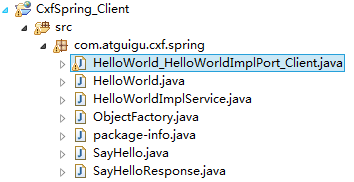 CxfSpring_Client
src
com.atguigu.cxf.spring
HelloWorld_HelloWorldImplPort_Client.java
HelloWorld.java
HelloWorldImplService.java
ObjectFactory.java
package-info.java
SayHello.java
SayHelloResponse.java